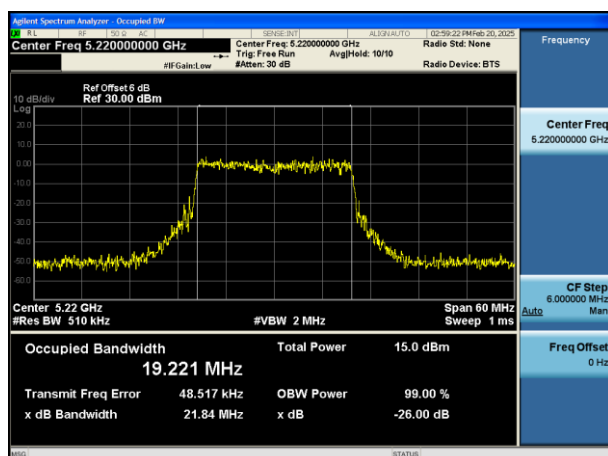 Agilent Spectrum Analyzer - Occupied BW
RL RF 50 Ω AC SENSE:INT ALIGN AUTO 02:59:22 PM Feb 20, 2025
Center Freq 5.220000000 GHz
Center Freq: 5.220000000 GHz Radio Std: None
Trig: Free Run Avg|Hold: 10/10
#IFGain:Low #Atten: 30 dB Radio Device: BTS
Frequency
Ref Offset 6 dB
10 dB/div Ref 30.00 dBm
Log
20.0
10.0
0.00
-10.0
-20.0
-30.0
-40.0
-50.0
-60.0
Center Freq
5.220000000 GHz
Center 5.22 GHz Span 60 MHz
#Res BW 510 kHz #VBW 2 MHz Sweep 1 ms
CF Step
6.000000 MHz
Auto Man
Occupied Bandwidth Total Power 15.0 dBm
19.221 MHz
Transmit Freq Error 48.517 kHz OBW Power 99.00 %
x dB Bandwidth 21.84 MHz x dB -26.00 dB
Freq Offset
0 Hz
MSG STATUS